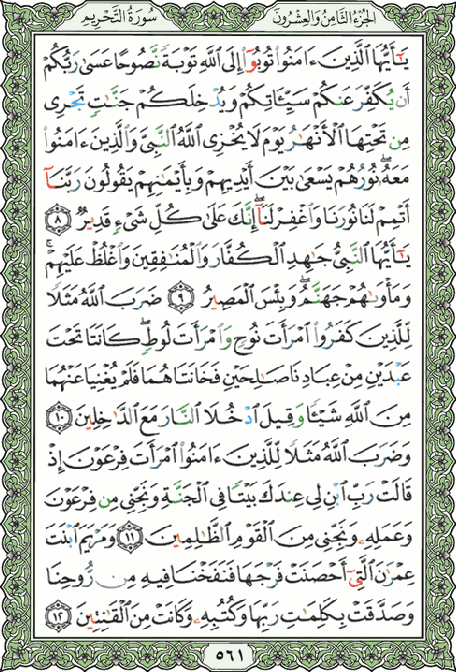 سُورَةُ التَّحْرِيمِ الجُزْءُ الثَّامِنُ وَالعِشْرُونَ
يَٰٓأَيُّهَا ٱلَّذِينَ ءَامَنُوا۟ تُوبُوٓا۟ إِلَى ٱللَّهِ تَوْبَةً نَّصُوحًا عَسَىٰ رَبُّكُمْ
أَن يُكَفِّرَ عَنكُمْ سَيِّـَٔاتِكُمْ وَيُدْخِلَكُمْ جَنَّٰتٍ تَجْرِى
مِن تَحْتِهَا ٱلْأَنْهَٰرُ يَوْمَ لَا يُخْزِى ٱللَّهُ ٱلنَّبِىَّ وَٱلَّذِينَ ءَامَنُوا۟
مَعَهُۥ ۖ نُورُهُمْ يَسْعَىٰ بَيْنَ أَيْدِيهِمْ وَبِأَيْمَٰنِهِمْ يَقُولُونَ رَبَّنَآ
أَتْمِمْ لَنَا نُورَنَا وَٱغْفِرْ لَنَآ ۖ إِنَّكَ عَلَىٰ كُلِّ شَىْءٍ قَدِيرٌ ٨
يَٰٓأَيُّهَا ٱلنَّبِىُّ جَٰهِدِ ٱلْكُفَّارَ وَٱلْمُنَٰفِقِينَ وَٱغْلُظْ عَلَيْهِمْ ۚ
وَمَأْوَىٰهُمْ جَهَنَّمُ ۖ وَبِئْسَ ٱلْمَصِيرُ ٩ ضَرَبَ ٱللَّهُ مَثَلًا
لِّلَّذِينَ كَفَرُوا۟ ٱمْرَأَتَ نُوحٍ وَٱمْرَأَتَ لُوطٍ ۖ كَانَتَا تَحْتَ
عَبْدَيْنِ مِنْ عِبَادِنَا صَٰلِحَيْنِ فَخَانَتَاهُمَا فَلَمْ يُغْنِيَا عَنْهُمَا
مِنَ ٱللَّهِ شَيْـًٔا وَقِيلَ ٱدْخُلَا ٱلنَّارَ مَعَ ٱلدَّٰخِلِينَ ١٠
وَضَرَبَ ٱللَّهُ مَثَلًا لِّلَّذِينَ ءَامَنُوا۟ ٱمْرَأَتَ فِرْعَوْنَ إِذْ
قَالَتْ رَبِّ ٱبْنِ لِى عِندَكَ بَيْتًا فِى ٱلْجَنَّةِ وَنَجِّنِى مِن فِرْعَوْنَ
وَعَمَلِهِۦ وَنَجِّنِى مِنَ ٱلْقَوْمِ ٱلظَّٰلِمِينَ ١١ وَمَرْيَمَ ٱبْنَتَ
عِمْرَٰنَ ٱلَّتِىٓ أَحْصَنَتْ فَرْجَهَا فَنَفَخْنَا فِيهِ مِن رُّوحِنَا
وَصَدَّقَتْ بِكَلِمَٰتِ رَبِّهَا وَكُتُبِهِۦ وَكَانَتْ مِنَ ٱلْقَٰنِتِينَ ١٢
٥٦١